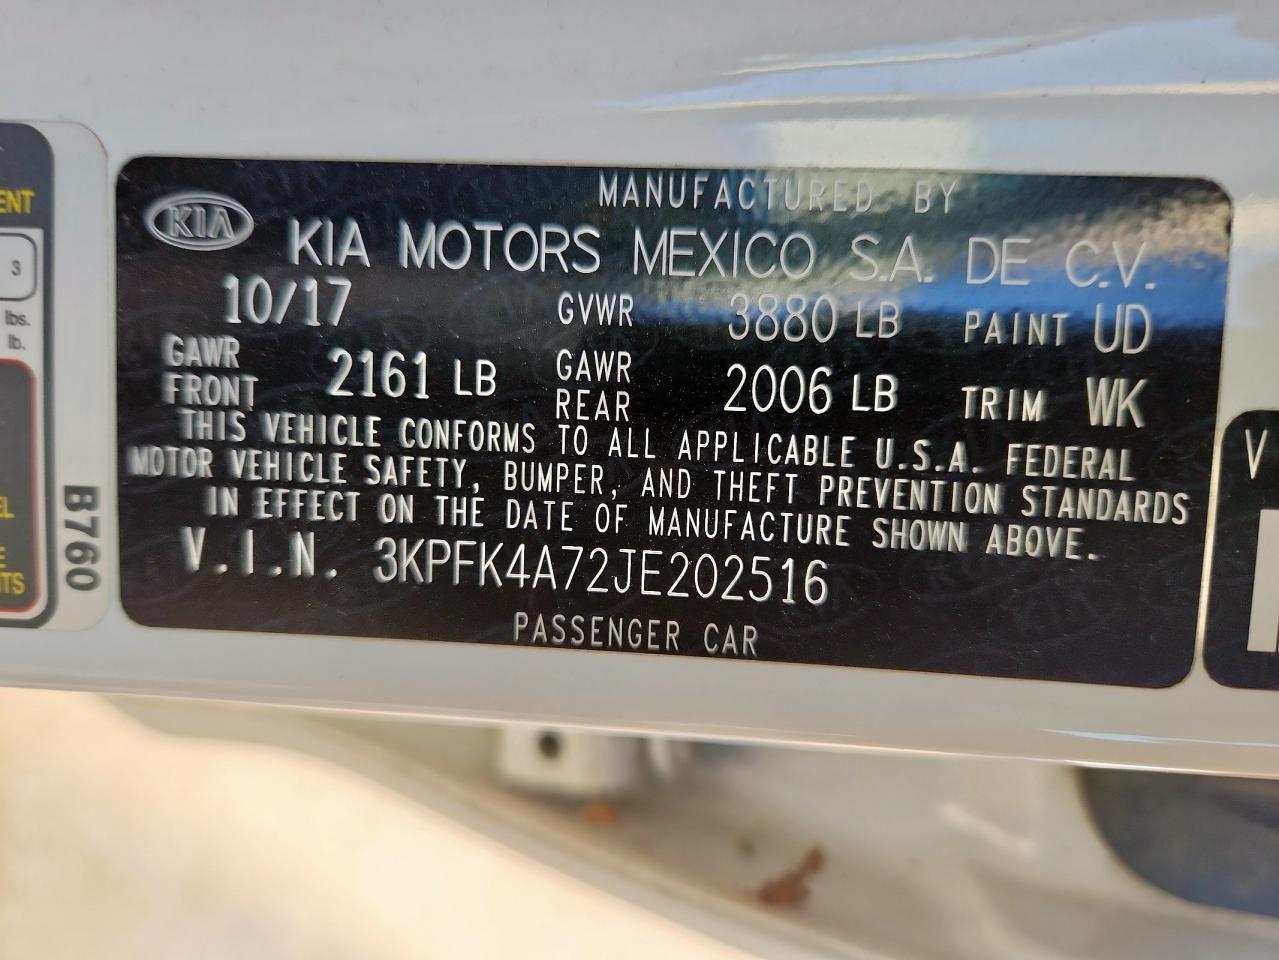 ENT
3
lbs.
lb.
EL
E
ITS
B760
KIA
MANUFACTURED BY
KIA MOTORS MEXICO S.A. DE C.V.
10/17 GVWR 3880 LB PAINT UD
GAWR FRONT 2161 LB GAWR REAR 2006 LB TRIM WK
THIS VEHICLE CONFORMS TO ALL APPLICABLE U.S.A. FEDERAL
MOTOR VEHICLE SAFETY, BUMPER, AND THEFT PREVENTION STANDARDS
IN EFFECT ON THE DATE OF MANUFACTURE SHOWN ABOVE.
V.I.N. 3KPFK4A72JE202516
PASSENGER CAR
V